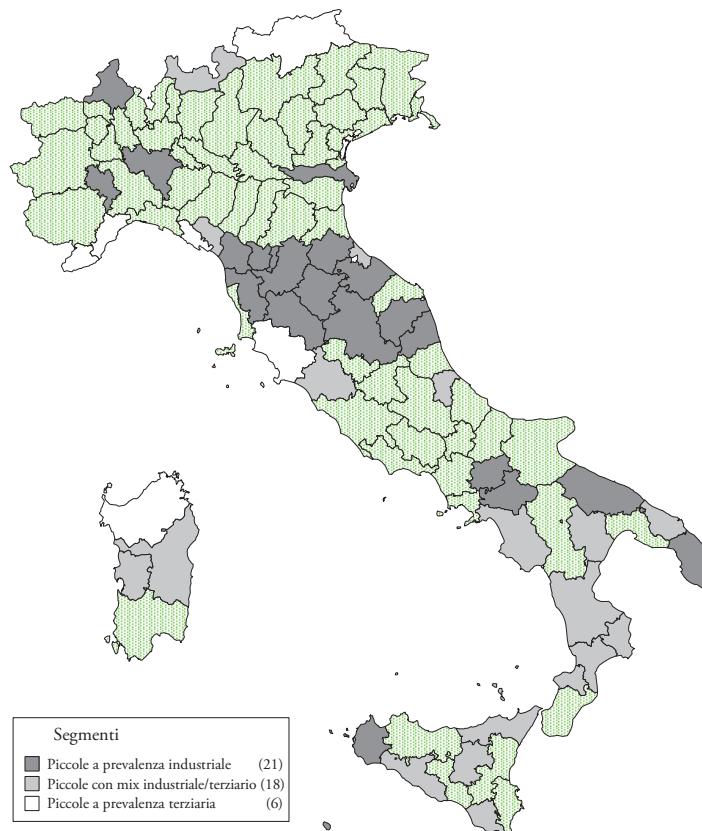 Segmenti
Piccole a prevalenza industriale (21)
Piccole con mix industriale/terziario (18)
Piccole a prevalenza terziaria (6)